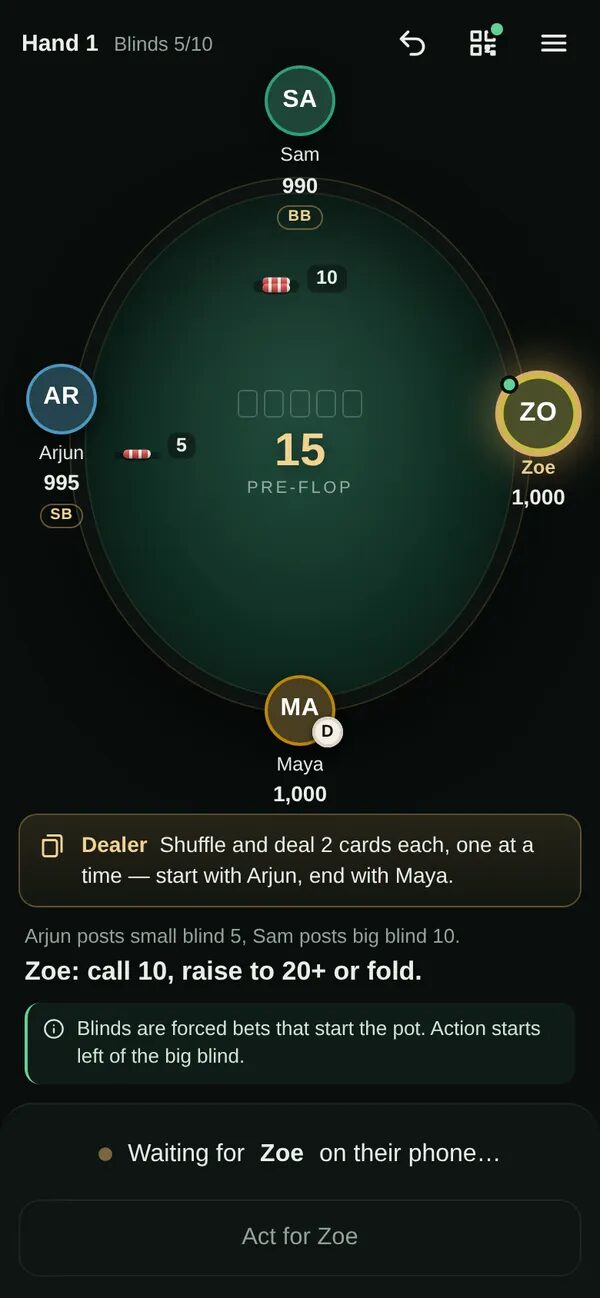 Hand 1 Blinds 5/10
SA
Sam
990
BB
10
AR
Arjun
995
SB
5
15
PRE-FLOP
ZO
Zoe
1,000
MA
D
Maya
1,000
Dealer Shuffle and deal 2 cards each, one at a
time — start with Arjun, end with Maya.
Arjun posts small blind 5, Sam posts big blind 10.
Zoe: call 10, raise to 20+ or fold.
Blinds are forced bets that start the pot. Action starts
left of the big blind.
Waiting for Zoe on their phone…
Act for Zoe